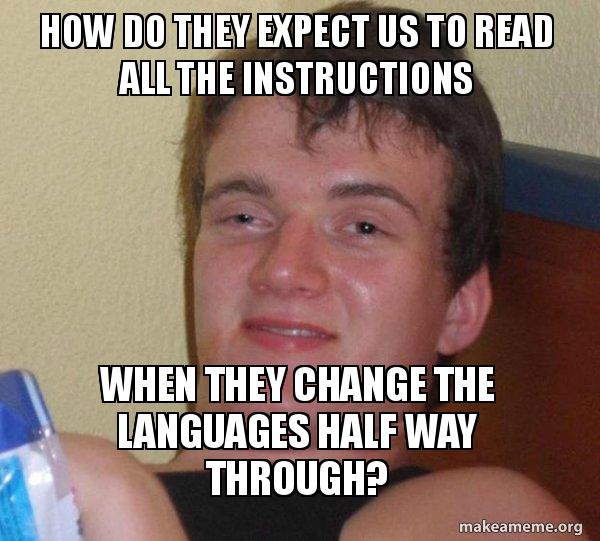 HOW DO THEY EXPECT US TO READ
ALL THE INSTRUCTIONS
WHEN THEY CHANGE THE
LANGUAGES HALF WAY
THROUGH?
makeameme.org